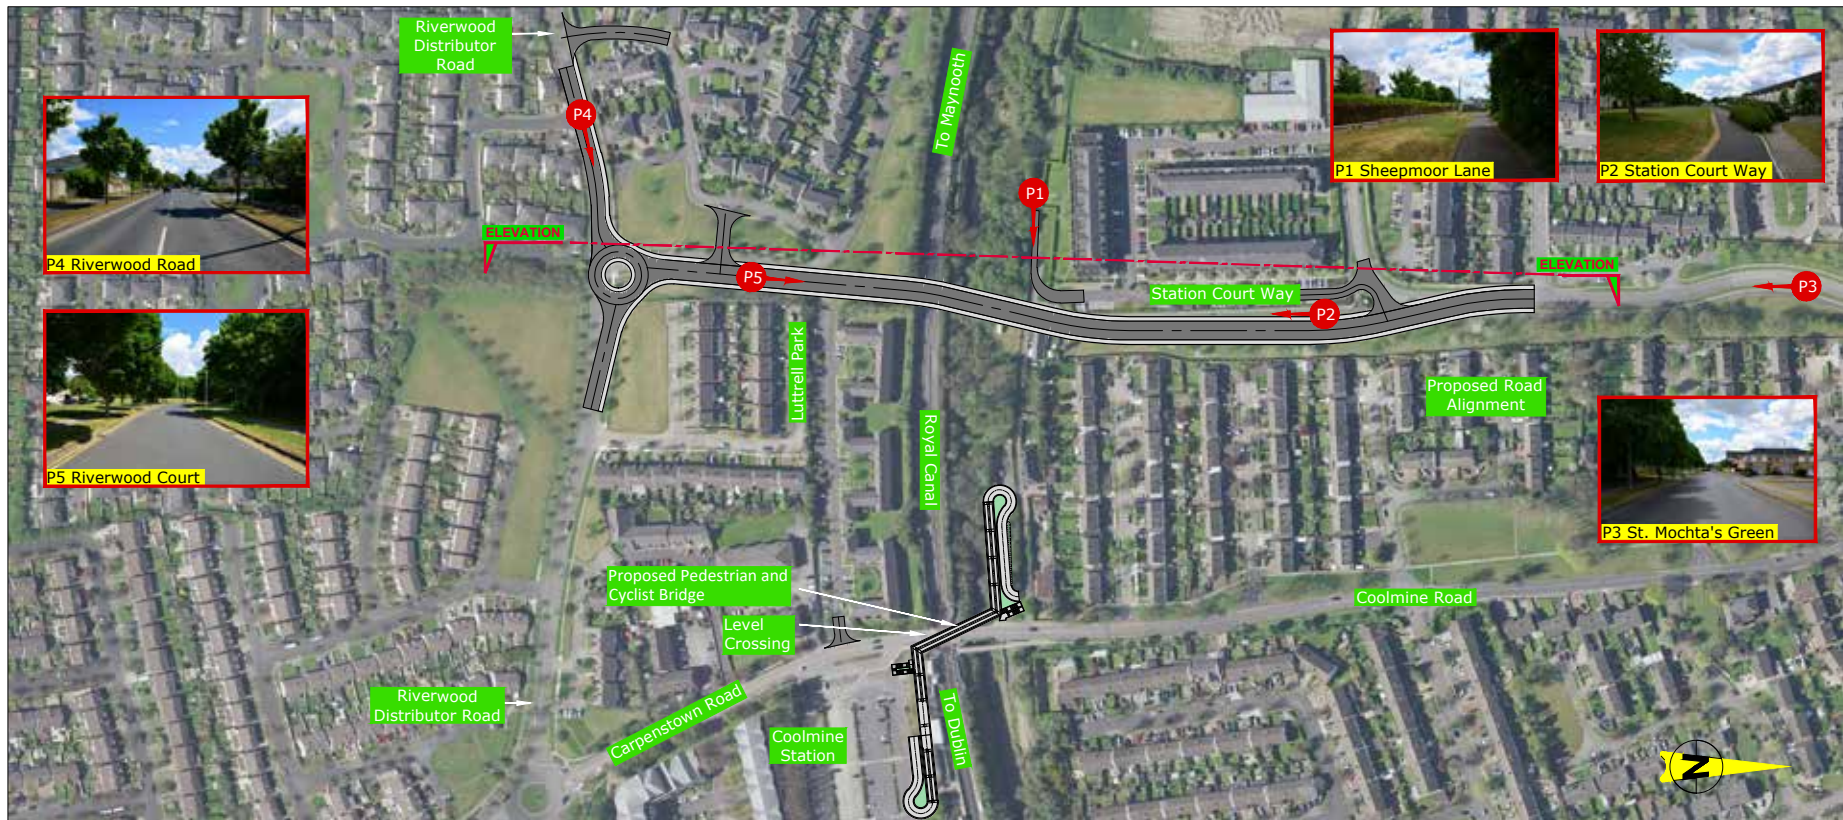 Riverwood
Distributor
Road
To Maynooth
P4
P1
P1 Sheepmoor Lane
P2 Station Court Way
P4 Riverwood Road
ELEVATION
ELEVATION
P5
Station Court Way
P2
P3
Luttrell Park
Royal Canal
Proposed Road
Alignment
P5 Riverwood Court
P3 St. Mochta's Green
Proposed Pedestrian and
Cyclist Bridge
Level
Crossing
Coolmine Road
Riverwood
Distributor Road
Carpenstown Road
Coolmine
Station
To Dublin
N